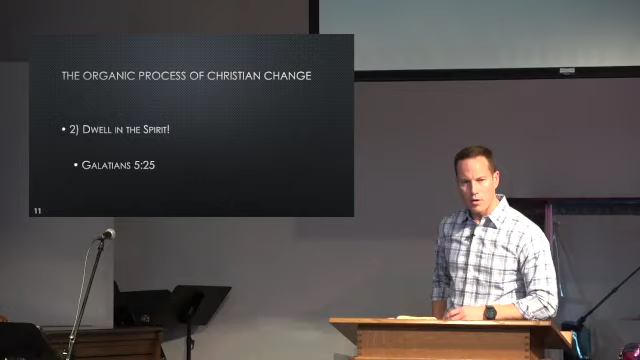 THE ORGANIC PROCESS OF CHRISTIAN CHANGE
• 2) DWELL IN THE SPIRIT!
• GALATIANS 5:25
11